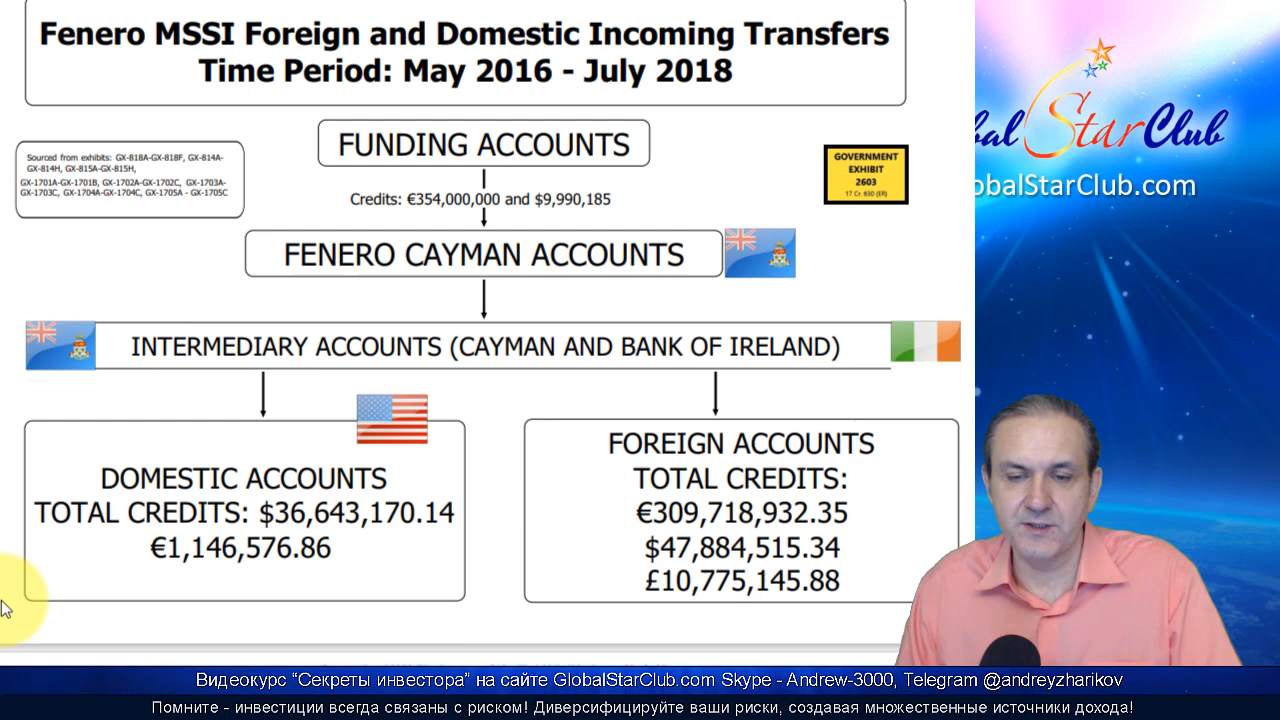 Fenero MSSI Foreign and Domestic Incoming Transfers
Time Period: May 2016 - July 2018
Sourced from exhibits: GX-818A-GX-818F, GX-814A-
GX-814H, GX-815A-GX-815H,
GX-1701A-GX-1701B, GX-1702A-GX-1702C, GX-1703A-
GX-1703C, GX-1704A-GX-1704C, GX-1705A - GX-1705C
FUNDING ACCOUNTS
GOVERNMENT
EXHIBIT
2603
17 Cr. 630 (ER)
Credits: €354,000,000 and $9,990,185
FENERO CAYMAN ACCOUNTS
INTERMEDIARY ACCOUNTS (CAYMAN AND BANK OF IRELAND)
DOMESTIC ACCOUNTS
TOTAL CREDITS: $36,643,170.14
€1,146,576.86
FOREIGN ACCOUNTS
TOTAL CREDITS:
€309,718,932.35
$47,884,515.34
£10,775,145.88
bal Star Club
obalStarClub.com
Видеокурс "Секреты инвестора" на сайте GlobalStarClub.com Skype - Andrew-3000, Telegram @andreyzharikov
Помните - инвестиции всегда связаны с риском! Диверсифицируйте ваши риски, создавая множественные источники дохода!